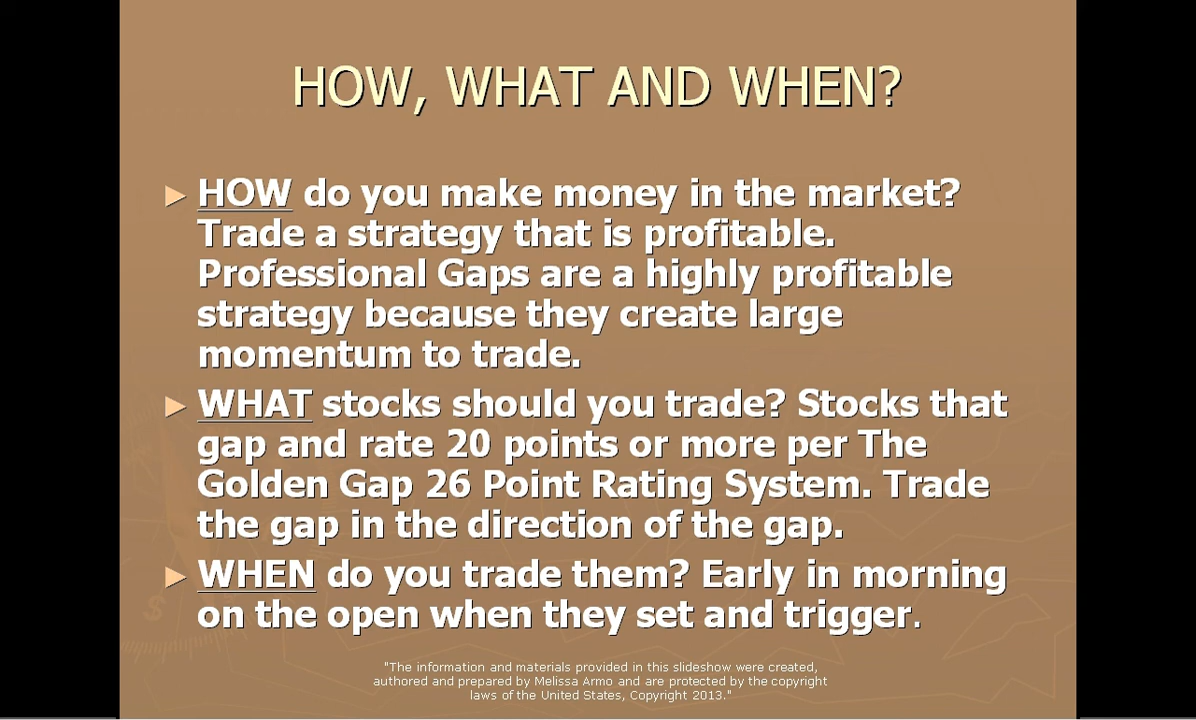 HOW, WHAT AND WHEN?
► HOW do you make money in the market?
Trade a strategy that is profitable.
Professional Gaps are a highly profitable
strategy because they create large
momentum to trade.
► WHAT stocks should you trade? Stocks that
gap and rate 20 points or more per The
Golden Gap 26 Point Rating System. Trade
the gap in the direction of the gap.
► WHEN do you trade them? Early in morning
on the open when they set and trigger.
"The information and materials provided in this slideshow were created,
authored and prepared by Melissa Armo and are protected by the copyright
laws of the United States, Copyright 2013."